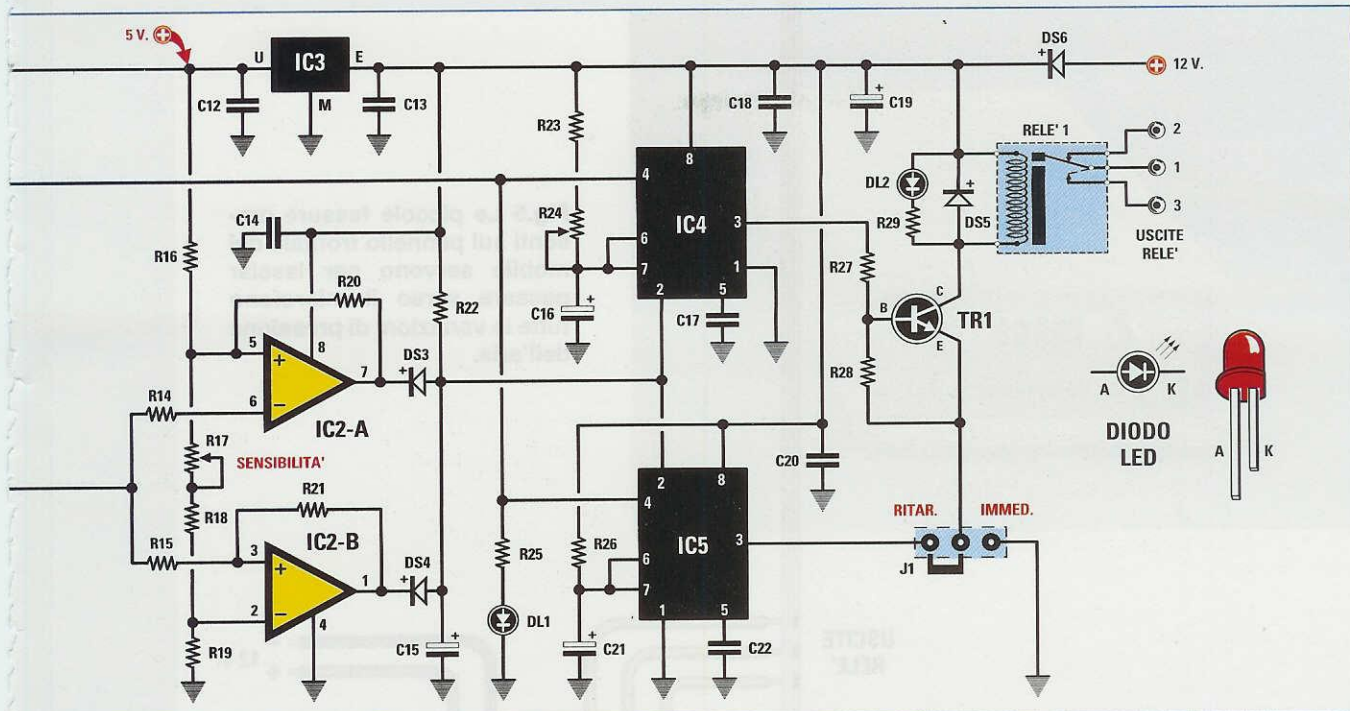 5 V.
U
IC3
E
M
C12
C13
R23
C18
C19
DS6
12 V.
RELE' 1
2
1
3
USCITE
RELE'
DL2
R29
DS5
C14
R16
R20
R22
R24
C16
8
4
IC4
3
6
7
1
2
5
C17
R27
R28
B
C
E
TR1
5
6
8
7
IC2-A
DS3
R14
R17
SENSIBILITA'
R18
R15
R21
IC2-B
3
2
1
4
DS4
R19
C15
R25
DL1
R26
C21
2
8
4
IC5
3
6
7
1
5
C22
C20
RITAR.
IMMED.
J1
A
K
DIODO
LED
A
K